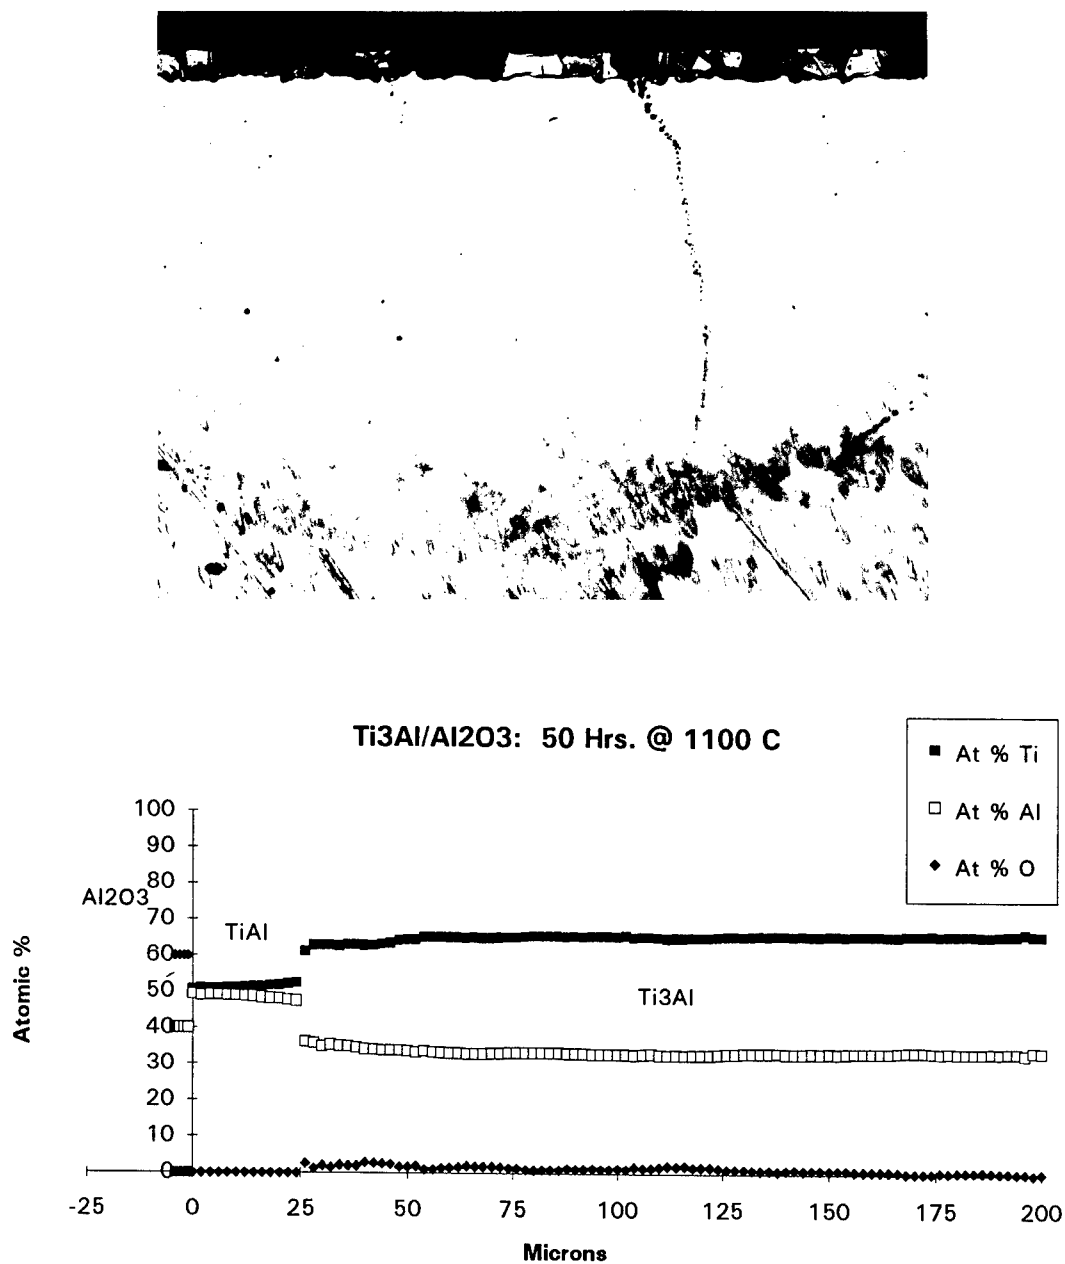 Ti3Al/Al2O3: 50 Hrs. @ 1100 C
At % Ti
At % Al
At % O
Atomic %
100
90
80
70
60
50
40
30
20
10
0
Al2O3
TiAl
Ti3Al
-25 0 25 50 75 100 125 150 175 200
Microns